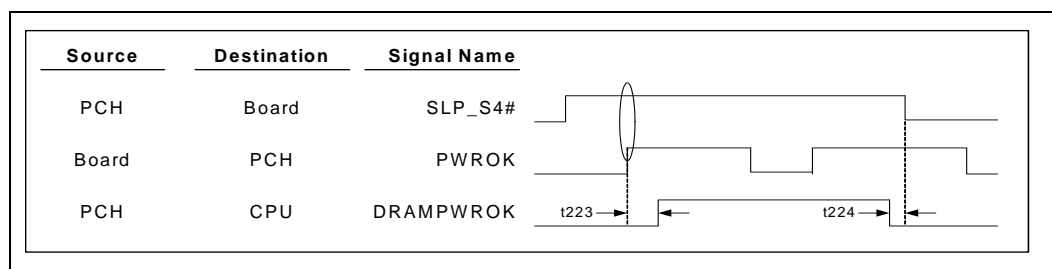 Source Destination Signal Name
PCH Board SLP_S4#
Board PCH PWROK
PCH CPU DRAMPWROK t223 t224